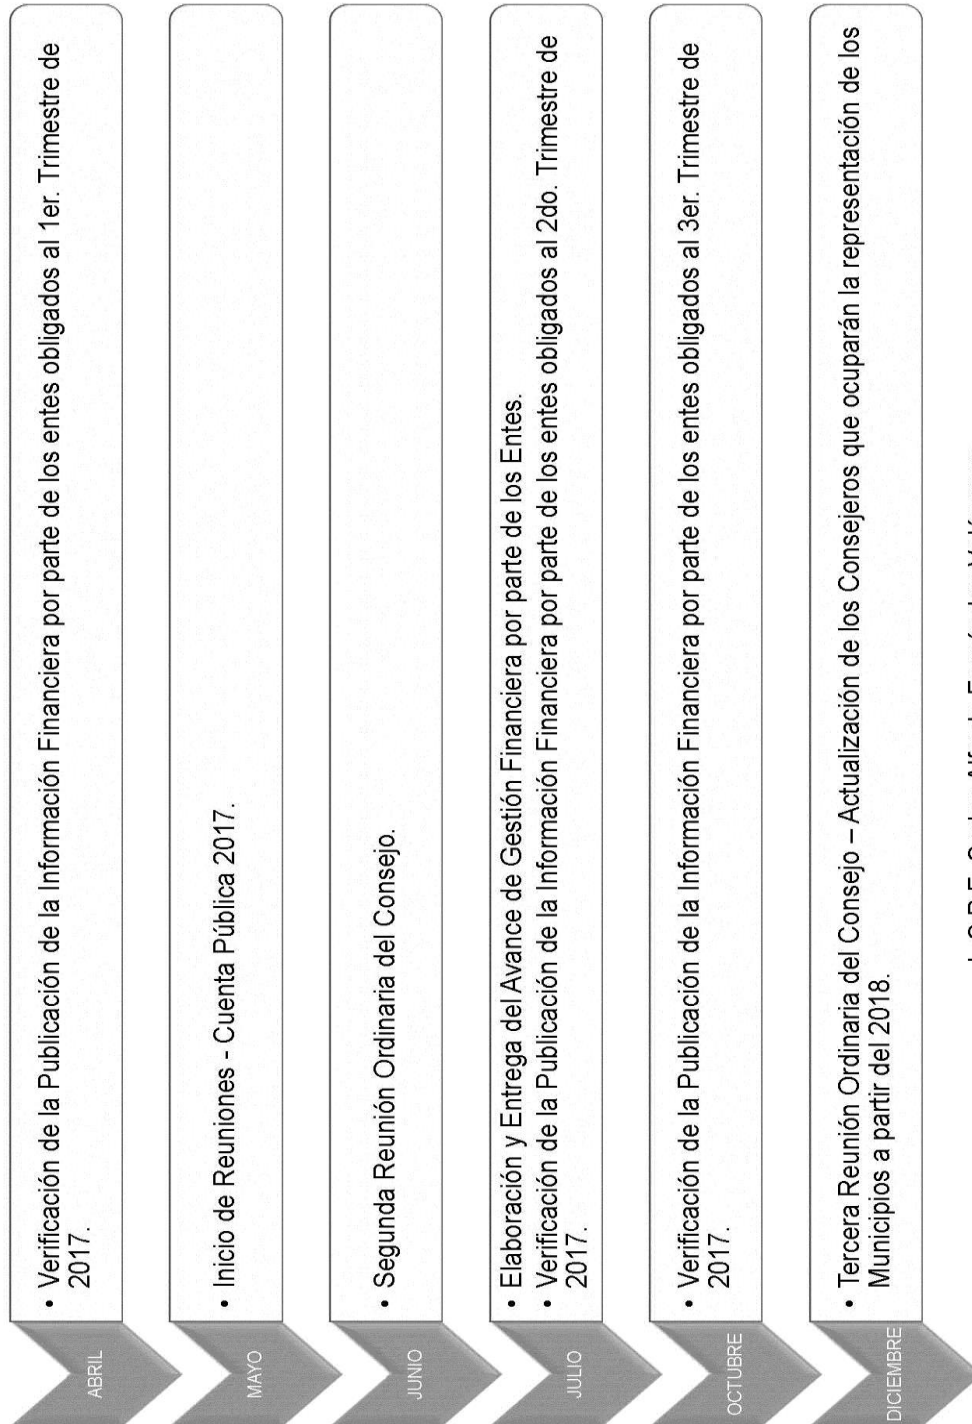 ABRIL
• Verificación de la Publicación de la Información Financiera por parte de los entes obligados al 1er. Trimestre de
2017.
MAYO
• Inicio de Reuniones - Cuenta Pública 2017.
JUNIO
• Segunda Reunión Ordinaria del Consejo.
JULIO
• Elaboración y Entrega del Avance de Gestión Financiera por parte de los Entes.
• Verificación de la Publicación de la Información Financiera por parte de los entes obligados al 2do. Trimestre de
2017.
OCTUBRE
• Verificación de la Publicación de la Información Financiera por parte de los entes obligados al 3er. Trimestre de
2017.
DICIEMBRE
• Tercera Reunión Ordinaria del Consejo – Actualización de los Consejeros que ocuparán la representación de los
Municipios a partir del 2018.